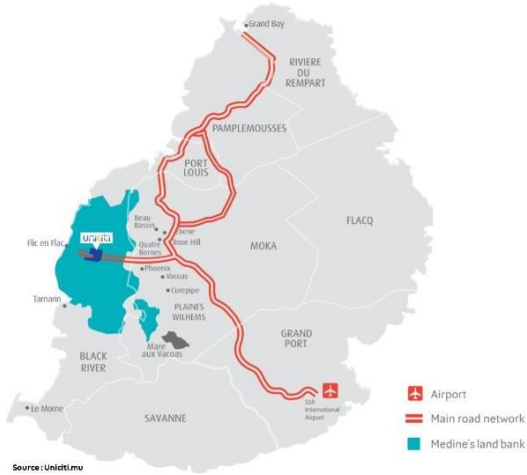 Grand Bay
RIVIERE
DU
REMPART
PAMPLEMOUSSES
PORT
LOUIS
FLACQ
Beau
Bassin
Ebene
Rose Hill
MOKA
uniciti
Flic en Flac
Quatre
Bornes
Phoenix
Vacoas
Curepipe
Tamarin
PLAINES
WILHEMS
GRAND
PORT
Mare
aux Vacoas
BLACK
RIVER
SSR
International
Airport
Le Morne
SAVANNE
Airport
Main road network
Medine's land bank
Source: Uniciti.mu